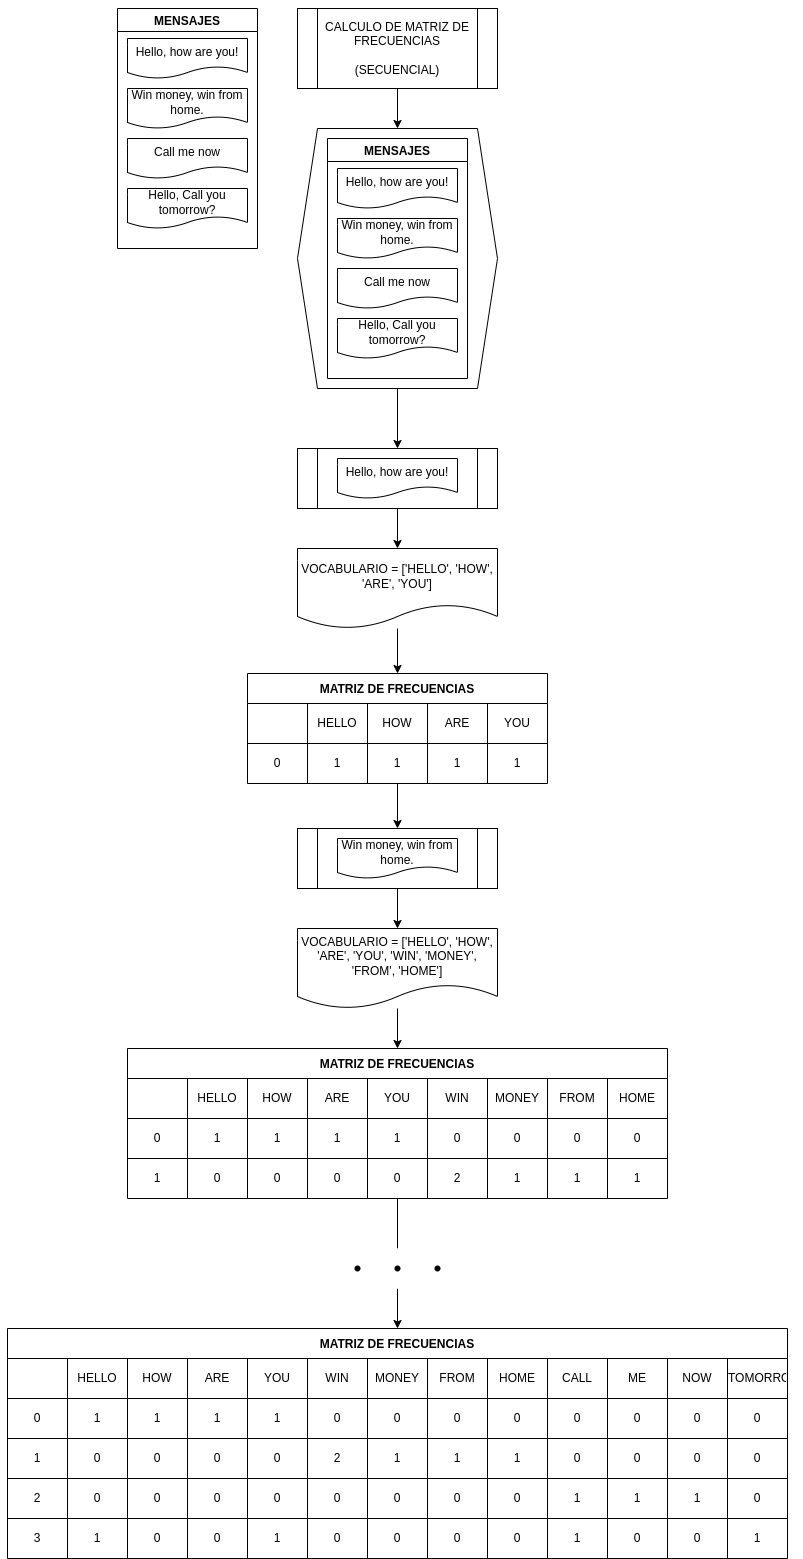 MENSAJES
Hello, how are you!
Win money, win from
home.
Call me now
Hello, Call you
tomorrow?
CALCULO DE MATRIZ DE
FRECUENCIAS
(SECUENCIAL)
MENSAJES
Hello, how are you!
Win money, win from
home.
Call me now
Hello, Call you
tomorrow?
Hello, how are you!
VOCABULARIO = ['HELLO', 'HOW',
'ARE', 'YOU']
MATRIZ DE FRECUENCIAS
HELLO HOW ARE YOU
0 1 1 1 1
Win money, win from
home.
VOCABULARIO = ['HELLO', 'HOW',
'ARE', 'YOU', 'WIN', 'MONEY',
'FROM', 'HOME']
MATRIZ DE FRECUENCIAS
HELLO HOW ARE YOU WIN MONEY FROM HOME
0 1 1 1 1 0 0 0 0
1 0 0 0 0 2 1 1 1
. . .
MATRIZ DE FRECUENCIAS
HELLO HOW ARE YOU WIN MONEY FROM HOME CALL ME NOW TOMORRO
0 1 1 1 1 0 0 0 0 0 0 0 0
1 0 0 0 0 2 1 1 1 0 0 0 0
2 0 0 0 0 0 0 0 0 1 1 1 0
3 1 0 0 1 0 0 0 0 1 0 0 1